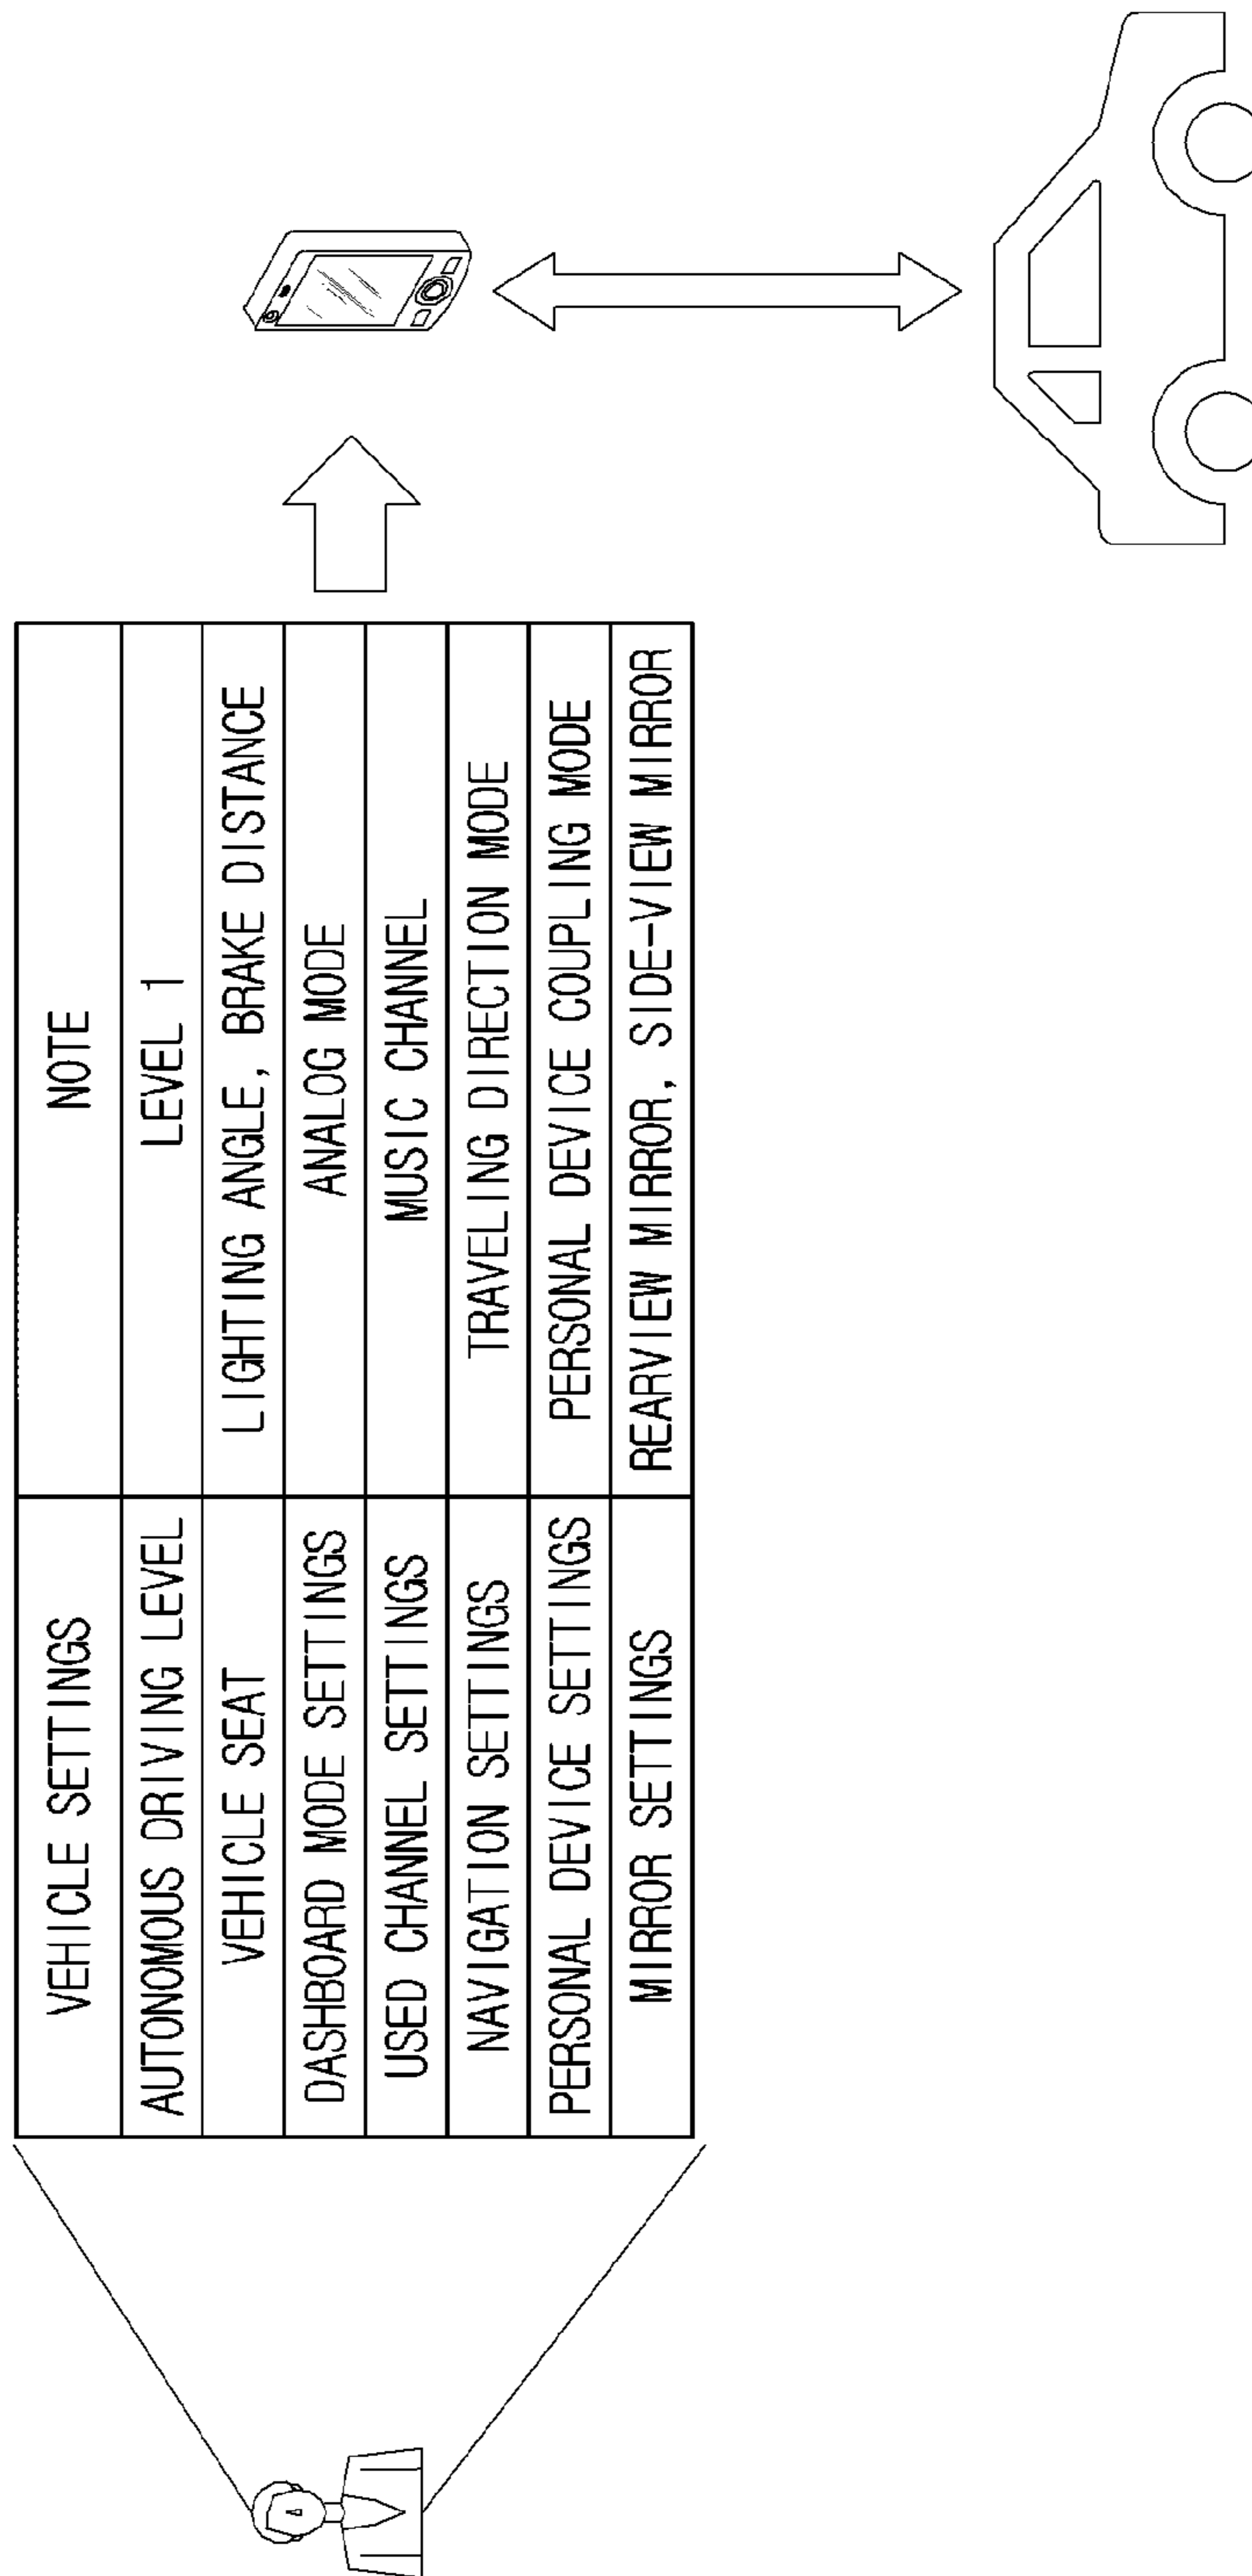 VEHICLE SETTINGS NOTE
AUTONOMOUS DRIVING LEVEL LEVEL 1
VEHICLE SEAT LIGHTING ANGLE, BRAKE DISTANCE
DASHBOARD MODE SETTINGS ANALOG MODE
USED CHANNEL SETTINGS MUSIC CHANNEL
NAVIGATION SETTINGS TRAVELING DIRECTION MODE
PERSONAL DEVICE SETTINGS PERSONAL DEVICE COUPLING MODE
MIRROR SETTINGS REARVIEW MIRROR, SIDE-VIEW MIRROR